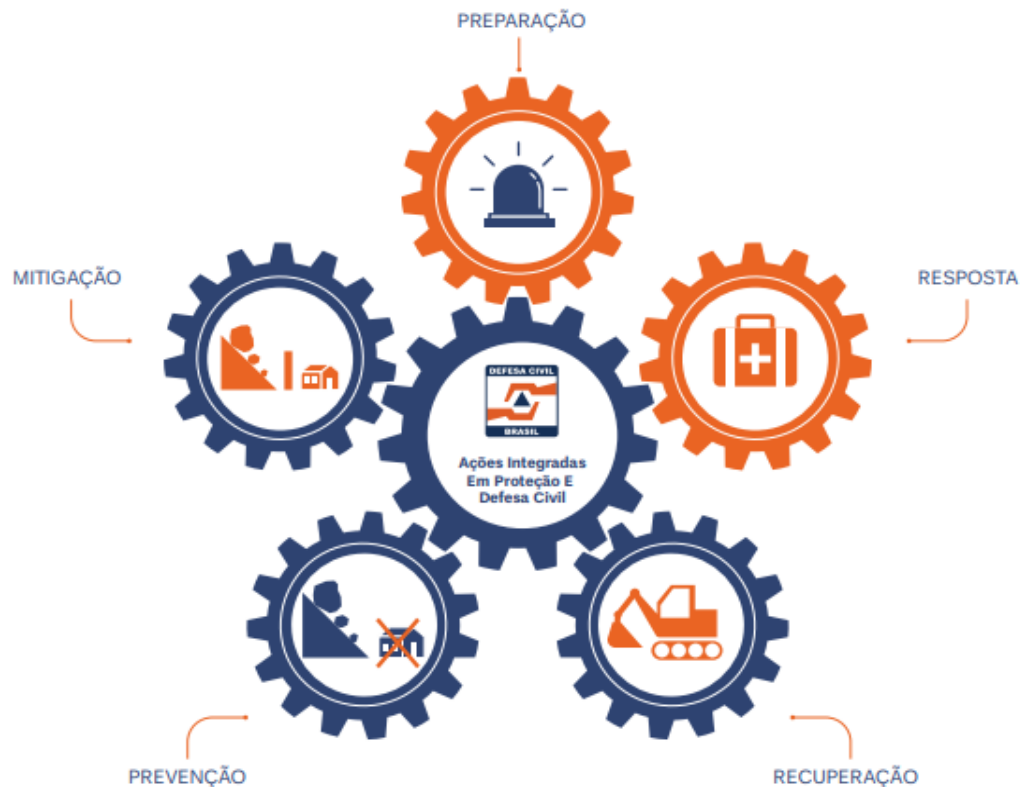 PREPARAÇÃO
MITIGAÇÃO
RESPOSTA
DEFESA CIVIL
BRASIL
Ações Integradas
Em Proteção E
Defesa Civil
PREVENÇÃO
RECUPERAÇÃO